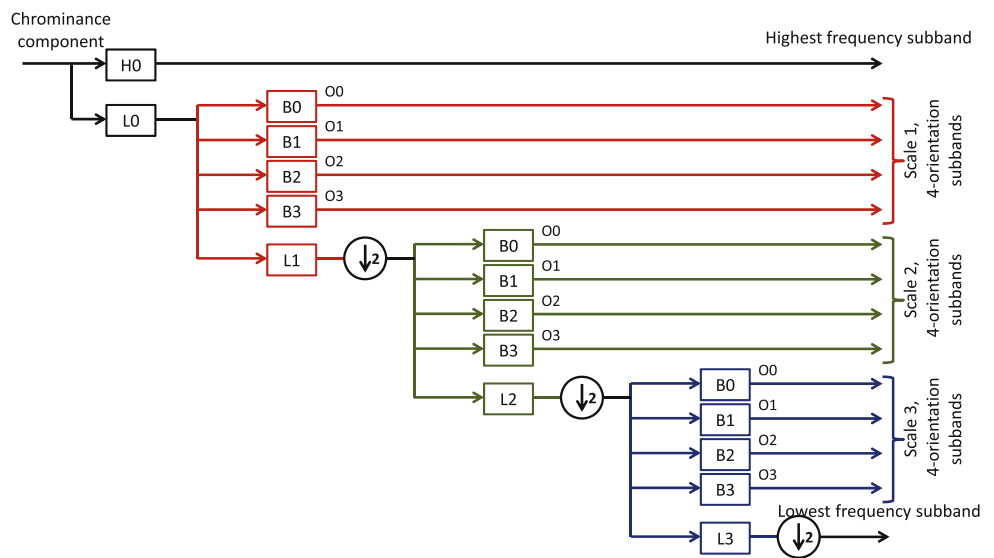 Chrominance
component
Highest frequency subband
H0
L0
B0
O0
B1
O1
B2
O2
B3
O3
Scale 1,
4-orientation
subbands
L1
2
B0
O0
B1
O1
B2
O2
B3
O3
Scale 2,
4-orientation
subbands
L2
2
B0
O0
B1
O1
B2
O2
B3
O3
Scale 3,
4-orientation
subbands
Lowest frequency subband
L3
2